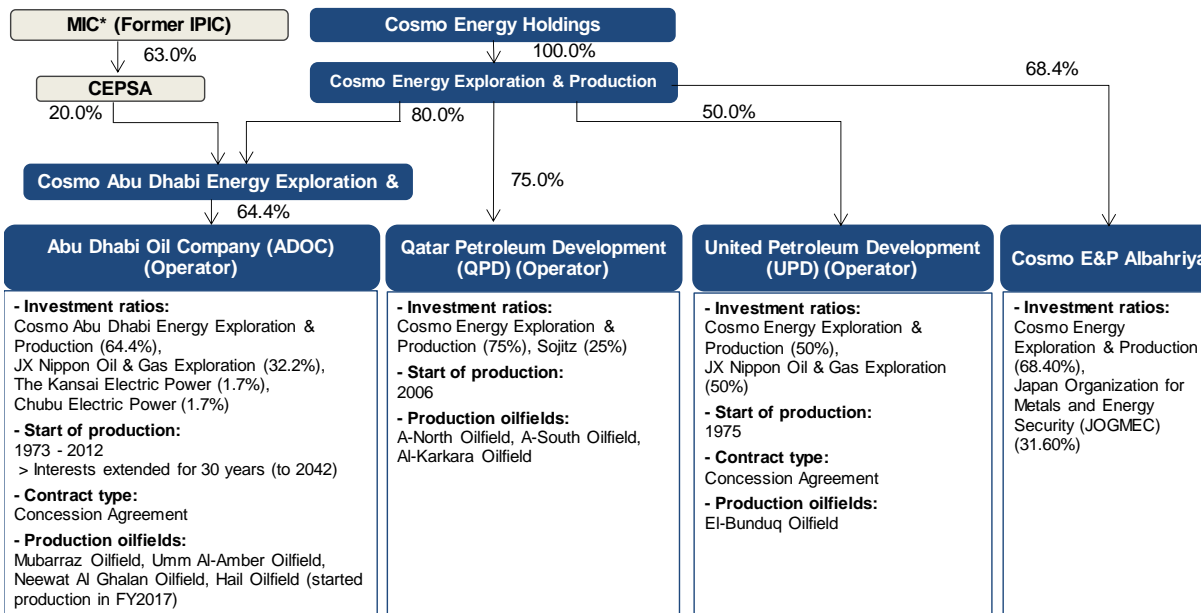 MIC* (Former IPIC)
Cosmo Energy Holdings
63.0%
100.0%
CEPSA
Cosmo Energy Exploration & Production
68.4%
20.0%
80.0%
50.0%
Cosmo Abu Dhabi Energy Exploration &
75.0%
64.4%
Abu Dhabi Oil Company (ADOC)
(Operator)
- Investment ratios:
Cosmo Abu Dhabi Energy Exploration &
Production (64.4%),
JX Nippon Oil & Gas Exploration (32.2%),
The Kansai Electric Power (1.7%),
Chubu Electric Power (1.7%)
- Start of production:
1973 - 2012
> Interests extended for 30 years (to 2042)
- Contract type:
Concession Agreement
- Production oilfields:
Mubarraz Oilfield, Umm Al-Amber Oilfield,
Neewat Al Ghalan Oilfield, Hail Oilfield (started
production in FY2017)
Qatar Petroleum Development
(QPD) (Operator)
- Investment ratios:
Cosmo Energy Exploration &
Production (75%), Sojitz (25%)
- Start of production:
2006
- Production oilfields:
A-North Oilfield, A-South Oilfield,
Al-Karkara Oilfield
United Petroleum Development
(UPD) (Operator)
- Investment ratios:
Cosmo Energy Exploration &
Production (50%),
JX Nippon Oil & Gas Exploration
(50%)
- Start of production:
1975
- Contract type:
Concession Agreement
- Production oilfields:
El-Bunduq Oilfield
Cosmo E&P Albahriya
- Investment ratios:
Cosmo Energy
Exploration & Production
(68.40%),
Japan Organization for
Metals and Energy
Security (JOGMEC)
(31.60%)